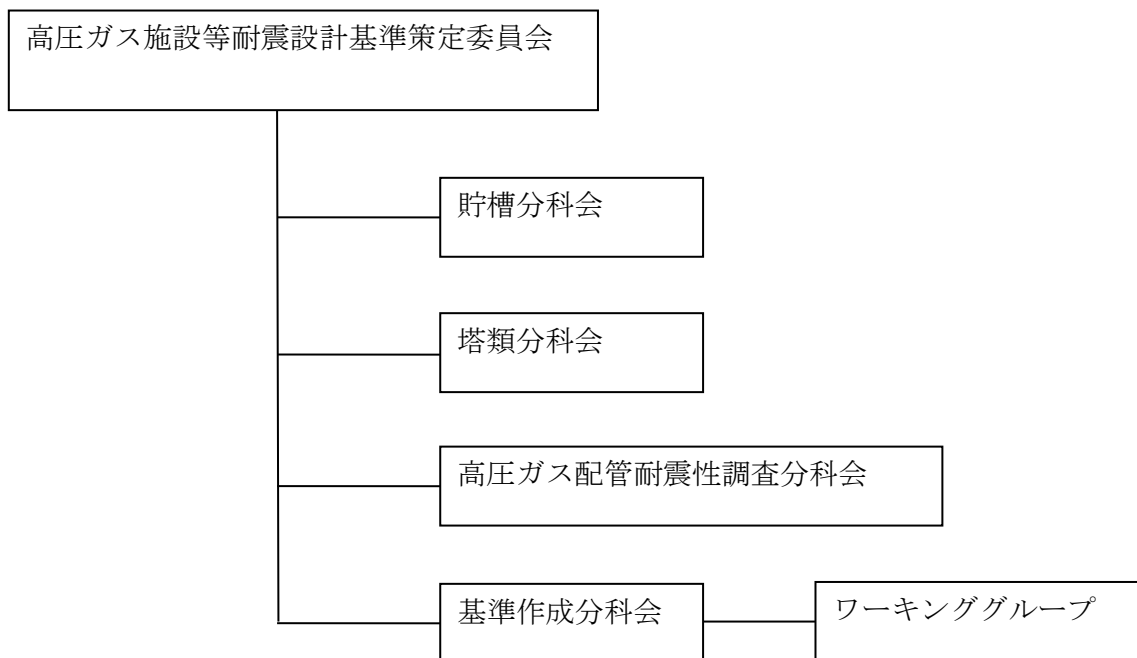 高圧ガス施設等耐震設計基準策定委員会
貯槽分科会
塔類分科会
高圧ガス配管耐震性調査分科会
基準作成分科会
ワーキンググループ